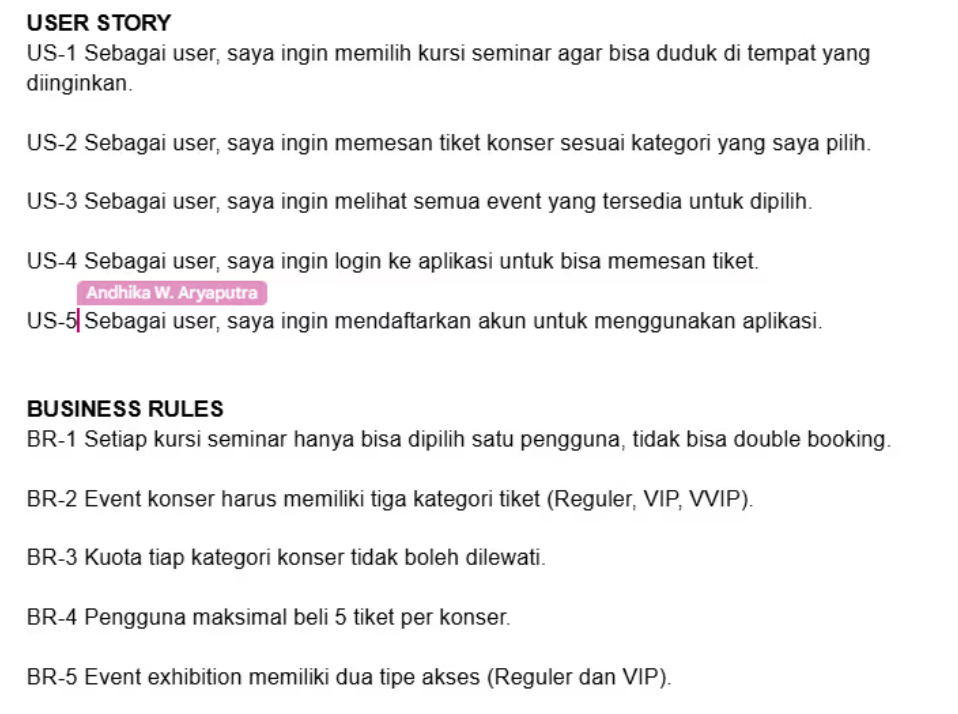 USER STORY
US-1 Sebagai user, saya ingin memilih kursi seminar agar bisa duduk di tempat yang
diinginkan.
US-2 Sebagai user, saya ingin memesan tiket konser sesuai kategori yang saya pilih.
US-3 Sebagai user, saya ingin melihat semua event yang tersedia untuk dipilih.
US-4 Sebagai user, saya ingin login ke aplikasi untuk bisa memesan tiket.
Andhika W. Aryaputra
US-5 Sebagai user, saya ingin mendaftarkan akun untuk menggunakan aplikasi.
BUSINESS RULES
BR-1 Setiap kursi seminar hanya bisa dipilih satu pengguna, tidak bisa double booking.
BR-2 Event konser harus memiliki tiga kategori tiket (Reguler, VIP, VVIP).
BR-3 Kuota tiap kategori konser tidak boleh dilewati.
BR-4 Pengguna maksimal beli 5 tiket per konser.
BR-5 Event exhibition memiliki dua tipe akses (Reguler dan VIP).